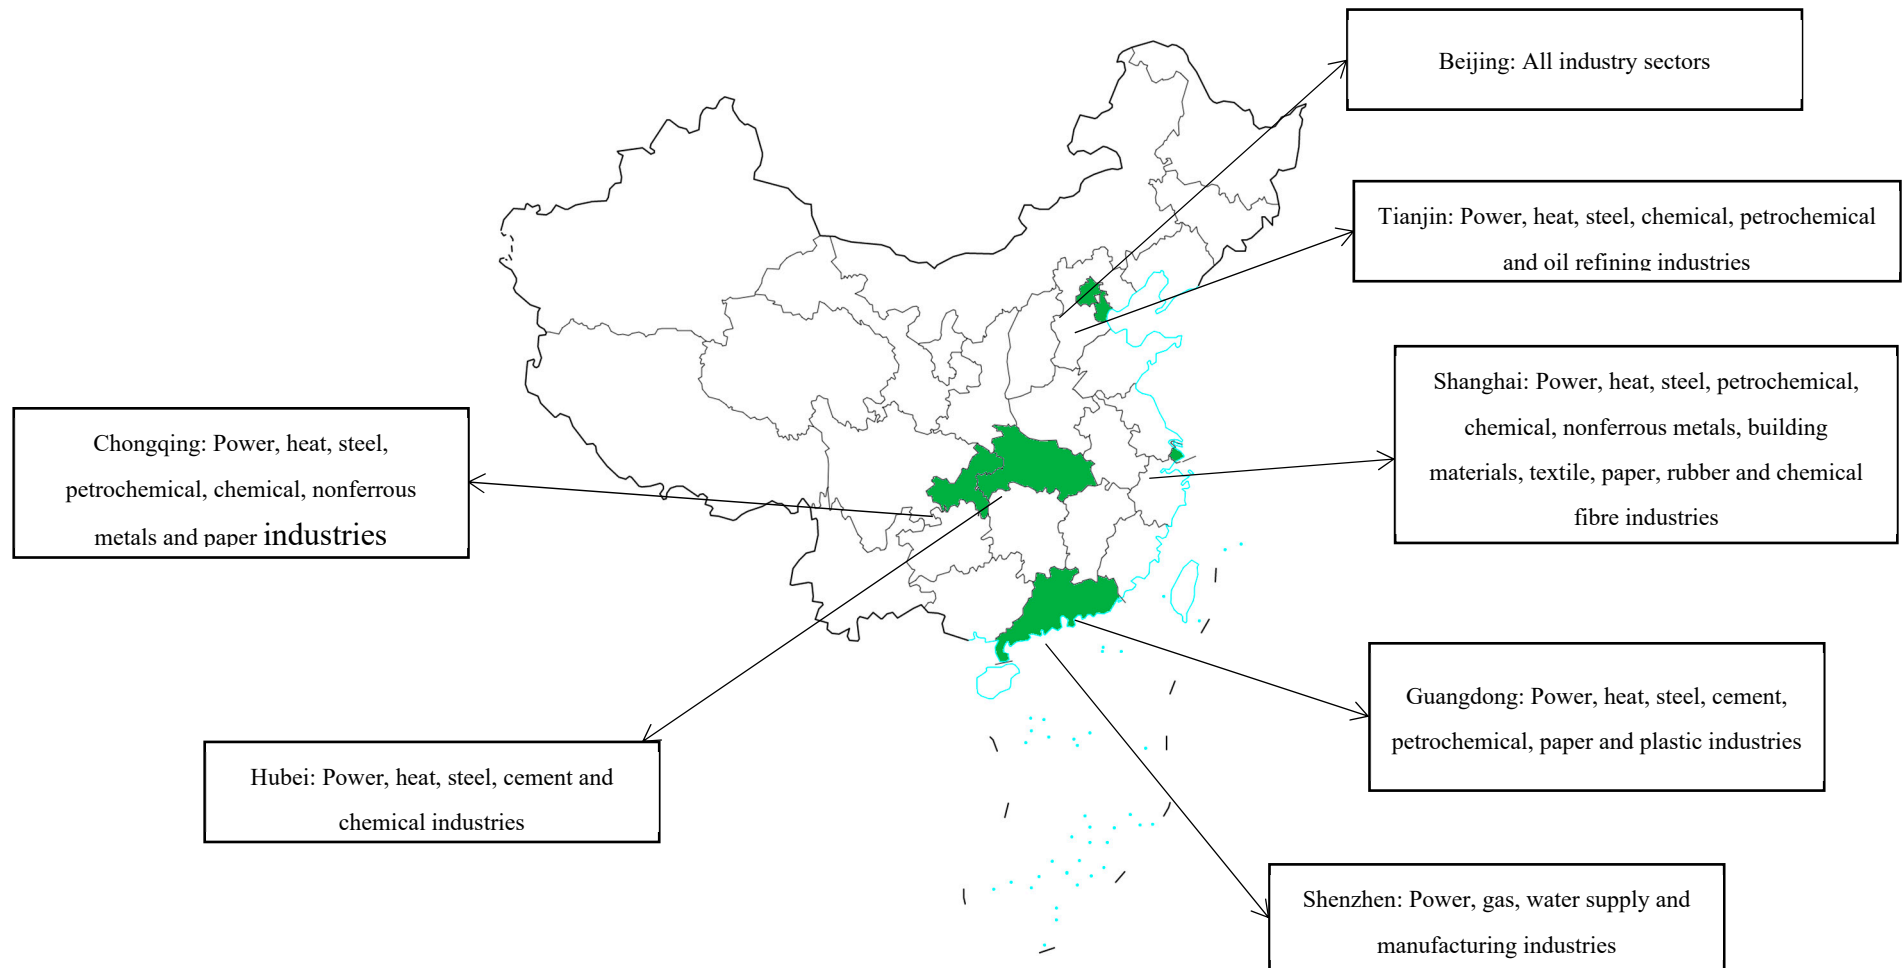 Beijing: All industry sectors
Tianjin: Power, heat, steel, chemical, petrochemical
and oil refining industries
Shanghai: Power, heat, steel, petrochemical,
chemical, nonferrous metals, building
materials, textile, paper, rubber and chemical
fibre industries
Chongqing: Power, heat, steel,
petrochemical, chemical, nonferrous
metals and paper industries
Guangdong: Power, heat, steel, cement,
petrochemical, paper and plastic industries
Hubei: Power, heat, steel, cement and
chemical industries
Shenzhen: Power, gas, water supply and
manufacturing industries